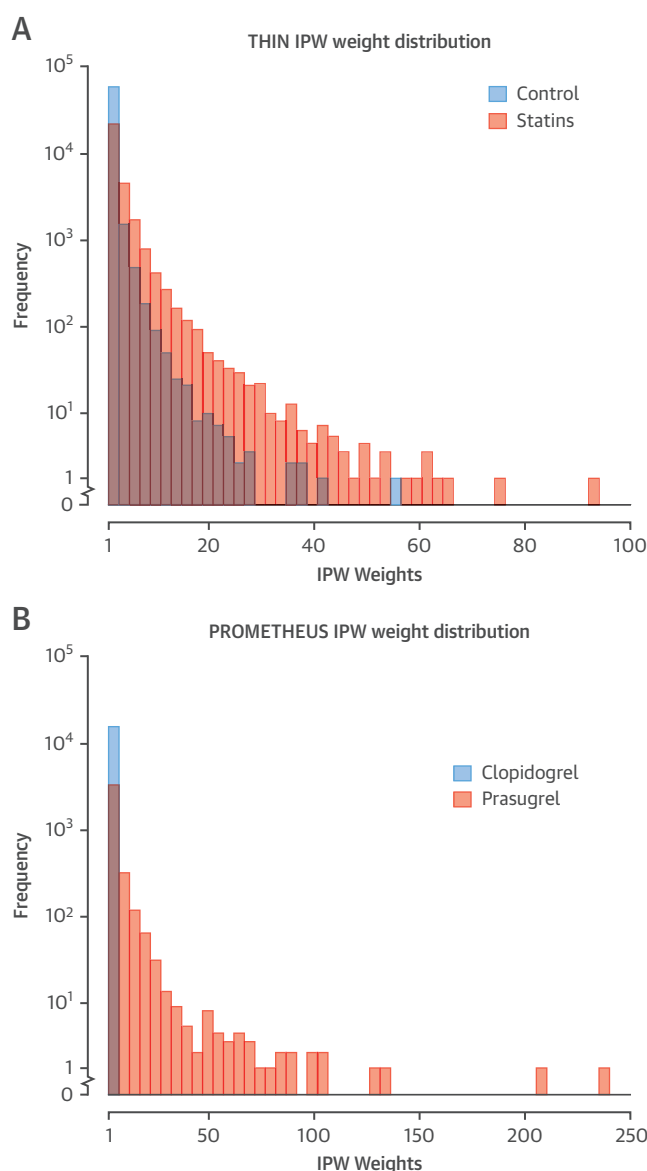 A
THIN IPW weight distribution
Control
Statins
Frequency
10⁵
10⁴
10³
10²
10¹
1
0
1 20 40 60 80 100
IPW Weights
B
PROMETHEUS IPW weight distribution
Clopidogrel
Prasugrel
Frequency
10⁵
10⁴
10³
10²
10¹
1
0
1 50 100 150 200 250
IPW Weights